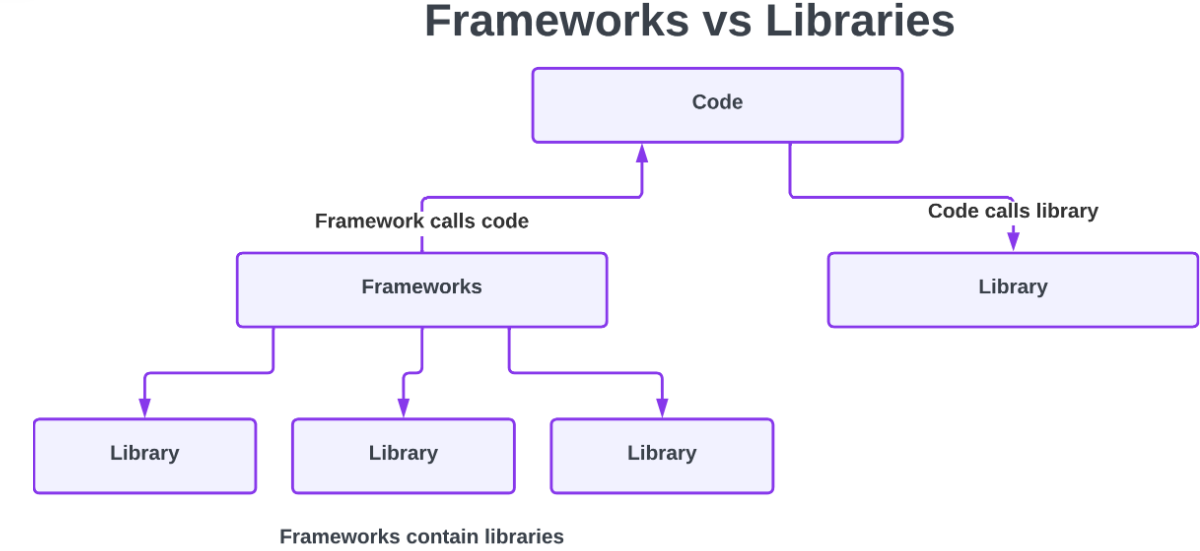 Frameworks vs Libraries
Code
Framework calls code
Code calls library
Frameworks
Library
Library
Library
Library
Frameworks contain libraries